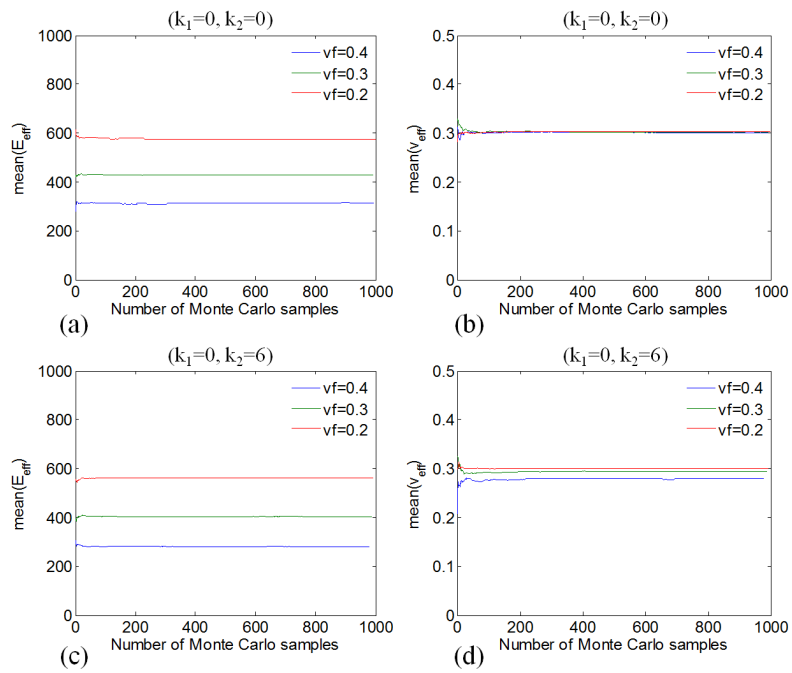 (k₁=0, k₂=0)
1000
800
600
400
200
0
mean(E_eff)
vf=0.4
vf=0.3
vf=0.2
0 200 400 600 800 1000
Number of Monte Carlo samples
(a)
(k₁=0, k₂=0)
0.5
0.4
0.3
0.2
0.1
0
mean(v_eff)
vf=0.4
vf=0.3
vf=0.2
0 200 400 600 800 1000
Number of Monte Carlo samples
(b)
(k₁=0, k₂=6)
1000
800
600
400
200
0
mean(E_eff)
vf=0.4
vf=0.3
vf=0.2
0 200 400 600 800 1000
Number of Monte Carlo samples
(c)
(k₁=0, k₂=6)
0.5
0.4
0.3
0.2
0.1
0
mean(v_eff)
vf=0.4
vf=0.3
vf=0.2
0 200 400 600 800 1000
Number of Monte Carlo samples
(d)